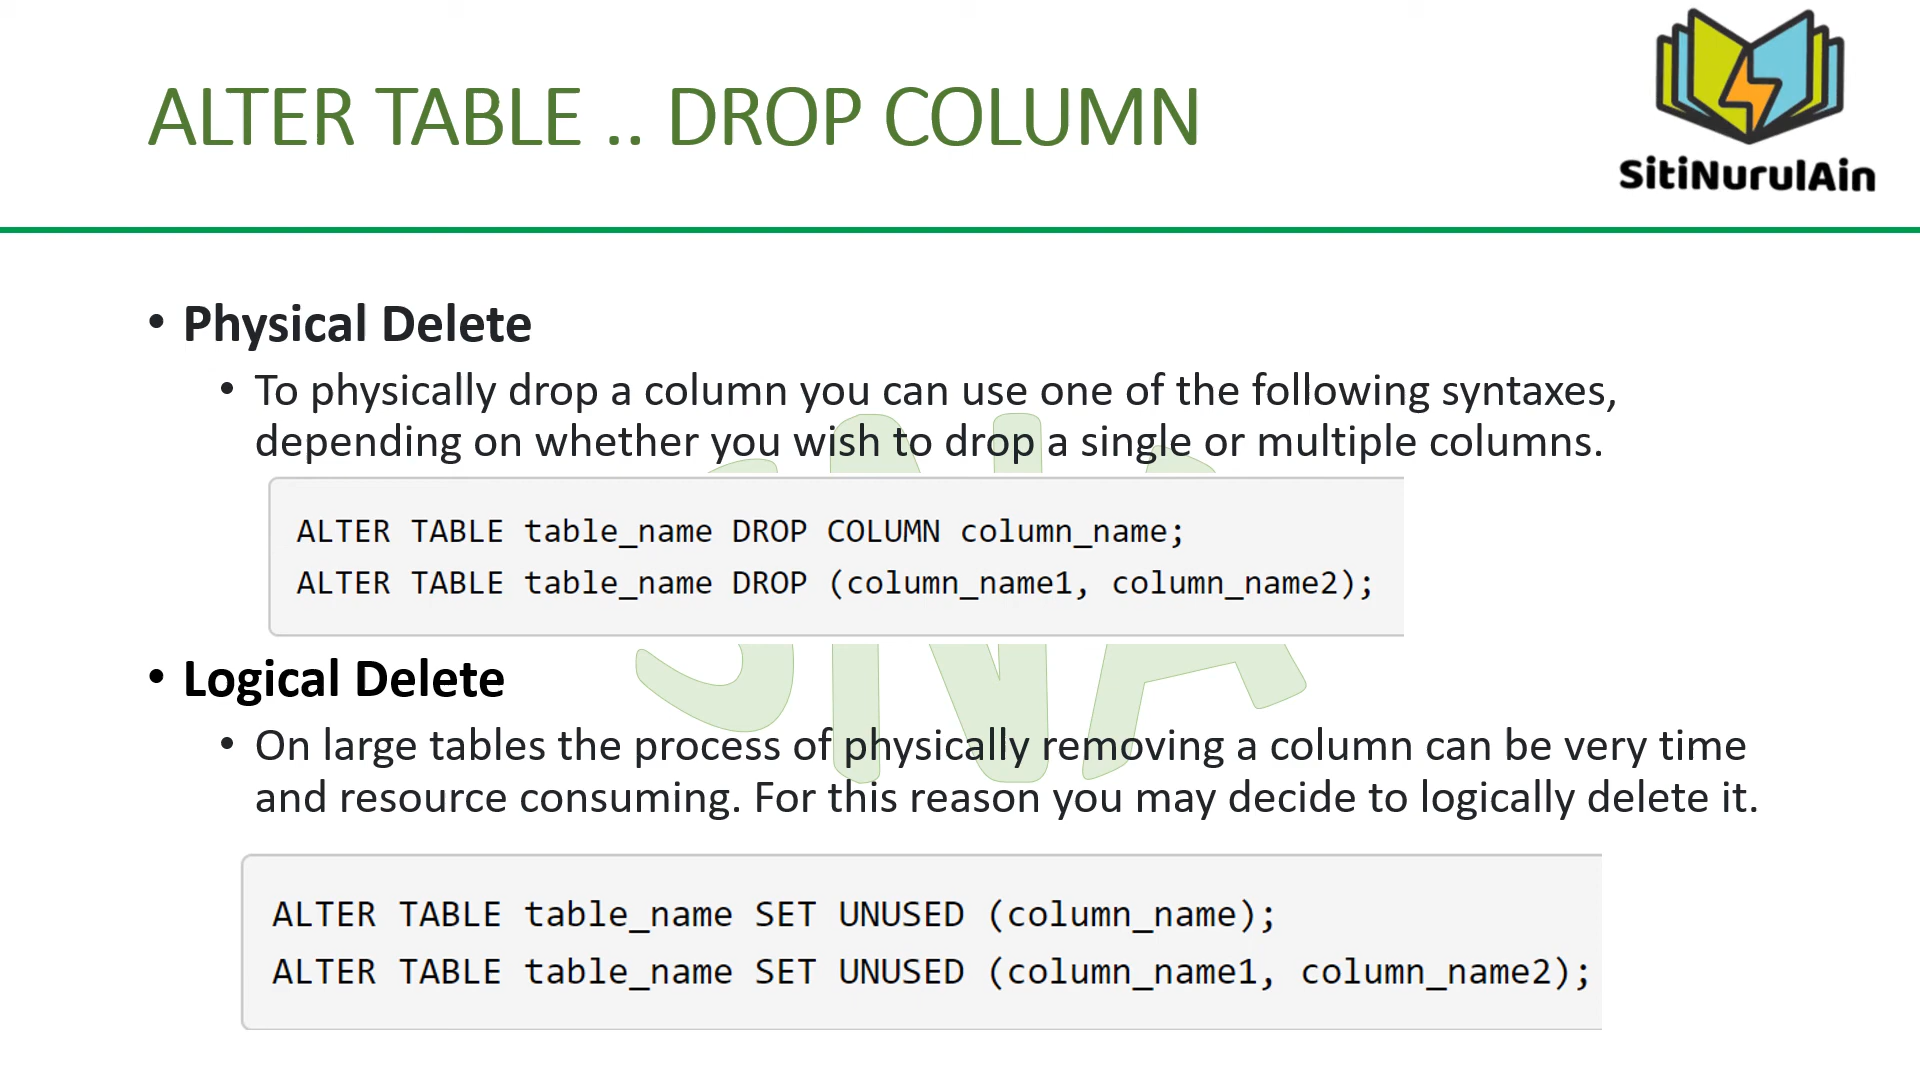 ALTER TABLE .. DROP COLUMN
SitiNurulAin
• Physical Delete
• To physically drop a column you can use one of the following syntaxes,
depending on whether you wish to drop a single or multiple columns.
ALTER TABLE table_name DROP COLUMN column_name;
ALTER TABLE table_name DROP (column_name1, column_name2);
• Logical Delete
• On large tables the process of physically removing a column can be very time
and resource consuming. For this reason you may decide to logically delete it.
ALTER TABLE table_name SET UNUSED (column_name);
ALTER TABLE table_name SET UNUSED (column_name1, column_name2);
SNA